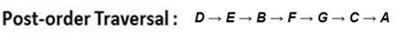 Post-order Traversal : D → E → B → F → G → C → A